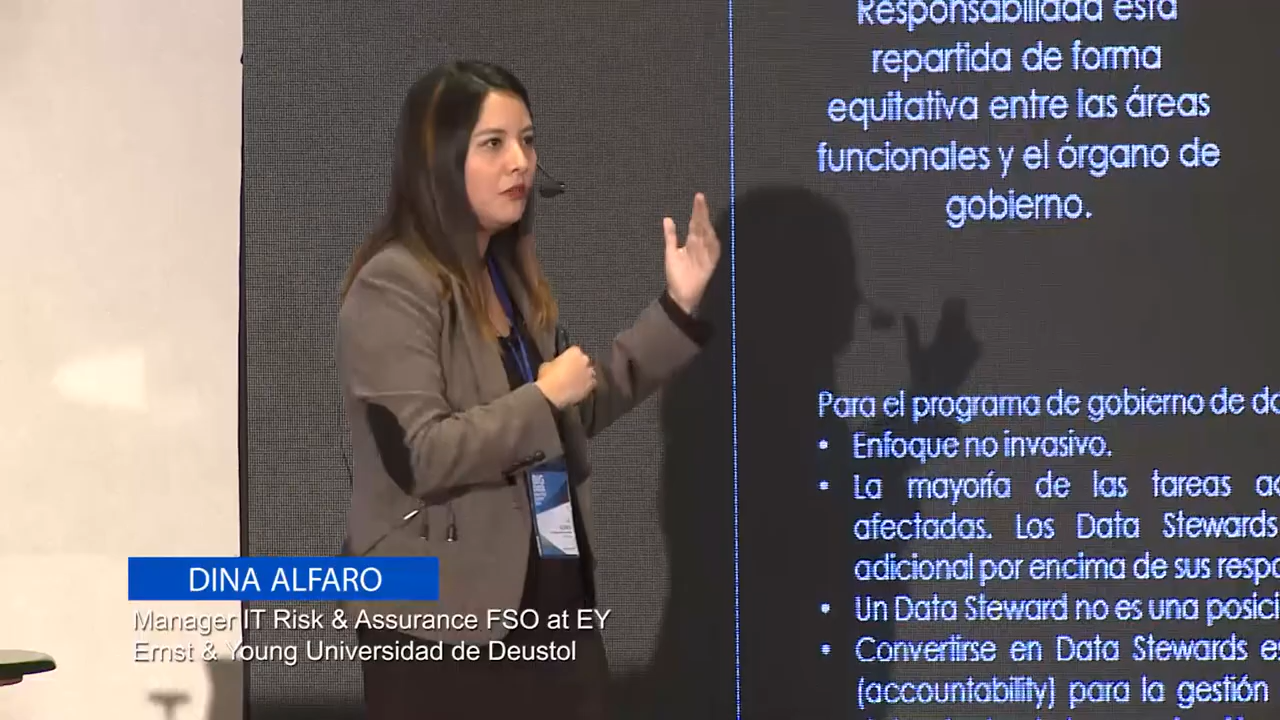 Responsabilidad está
repartida de forma
equitativa entre las áreas
funcionales y el órgano de
gobierno.
Para el programa de gobierno de
• Enfoque no invasivo.
• La mayoría de las tareas
afectadas. Los Data Stewards
adicional por encima de sus
• Un Data Steward no es una
• Convertirse en Data Stewards
(accountability) para la gestión
DINA ALFARO
Manager IT Risk & Assurance FSO at EY
Ernst & Young Universidad de Deustol